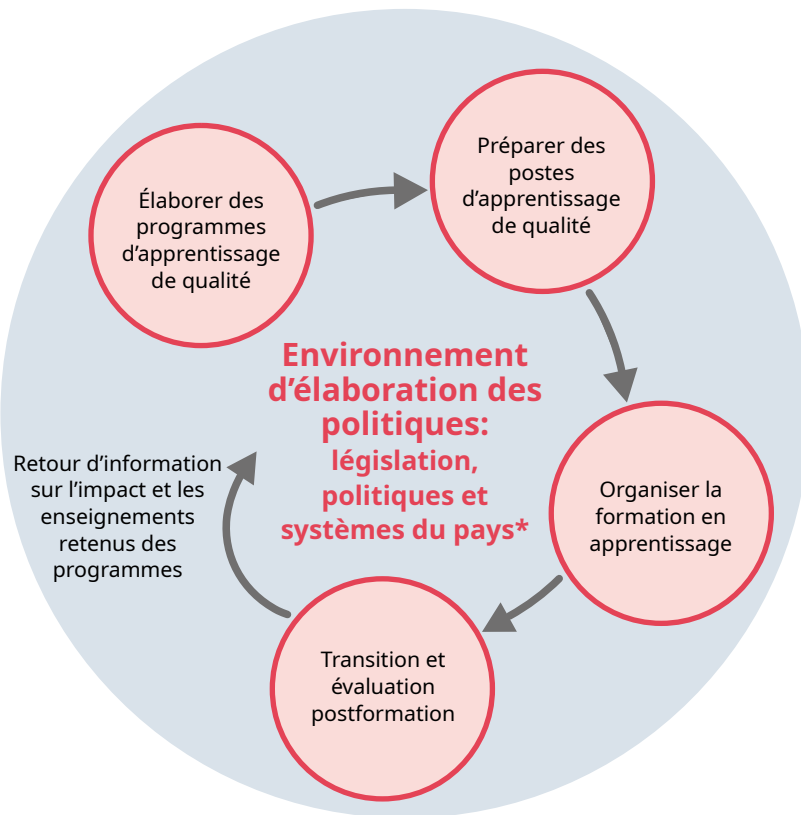 Élaborer des
programmes
d’apprentissage
de qualité
Préparer des
postes
d’apprentissage
de qualité
Environnement
d’élaboration des
politiques:
législation,
politiques et
systèmes du pays*
Organiser la
formation en
apprentissage
Transition et
évaluation
postformation
Retour d’information
sur l’impact et les
enseignements
retenus des
programmes